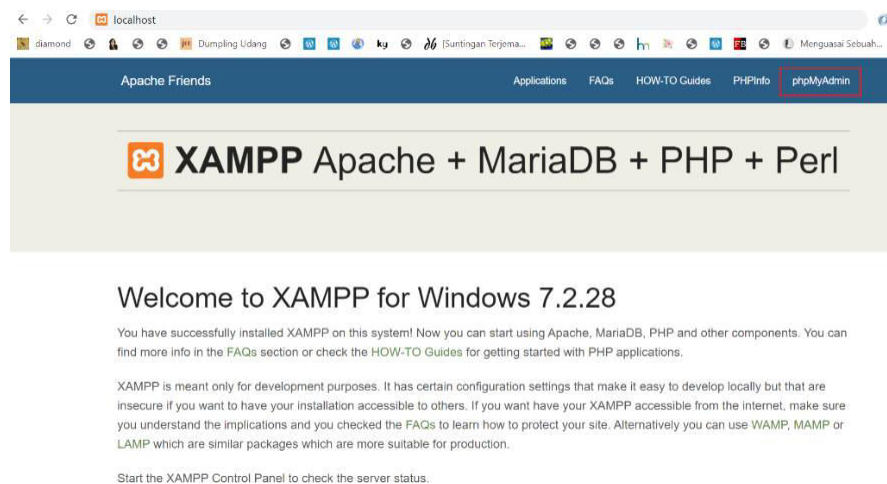 localhost
diamond Dumpling Udang ky [Suntingan Terjema... hm FB Menguasai Sebuah...
Apache Friends Applications FAQs HOW-TO Guides PHPInfo phpMyAdmin
XAMPP Apache + MariaDB + PHP + Perl
Welcome to XAMPP for Windows 7.2.28
You have successfully installed XAMPP on this system! Now you can start using Apache, MariaDB, PHP and other components. You can
find more info in the FAQs section or check the HOW-TO Guides for getting started with PHP applications.
XAMPP is meant only for development purposes. It has certain configuration settings that make it easy to develop locally but that are
insecure if you want to have your installation accessible to others. If you want have your XAMPP accessible from the internet, make sure
you understand the implications and you checked the FAQs to learn how to protect your site. Alternatively you can use WAMP, MAMP or
LAMP which are similar packages which are more suitable for production.
Start the XAMPP Control Panel to check the server status.